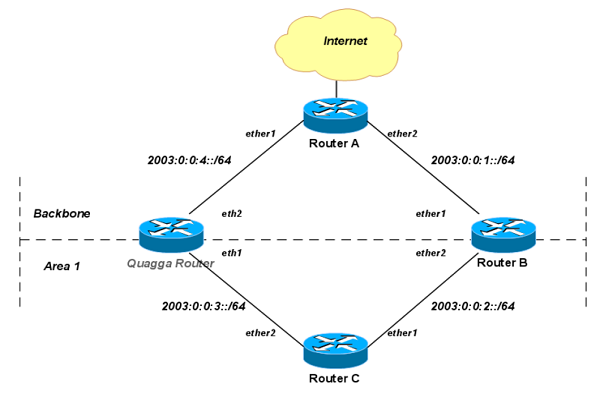 Internet
ether1
ether2
Router A
2003:0:0:4::/64
2003:0:0:1::/64
Backbone
eth2
ether1
Area 1
Quagga Router
eth1
ether2
Router B
2003:0:0:3::/64
2003:0:0:2::/64
ether2
ether1
Router C